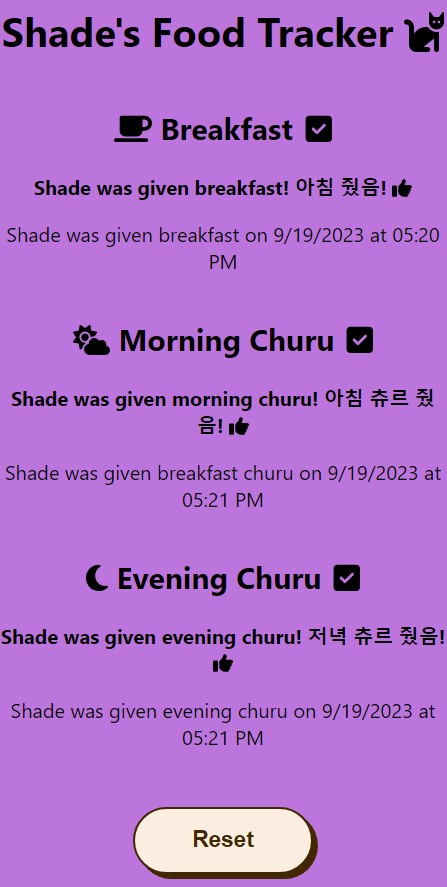 Shade's Food Tracker
Breakfast
Shade was given breakfast! 아침 줬음!
Shade was given breakfast on 9/19/2023 at 05:20
PM
Morning Churu
Shade was given morning churu! 아침 츄르 줬
음!
Shade was given breakfast churu on 9/19/2023 at
05:21 PM
Evening Churu
Shade was given evening churu! 저녁 츄르 줬음!
Shade was given evening churu on 9/19/2023 at
05:21 PM
Reset